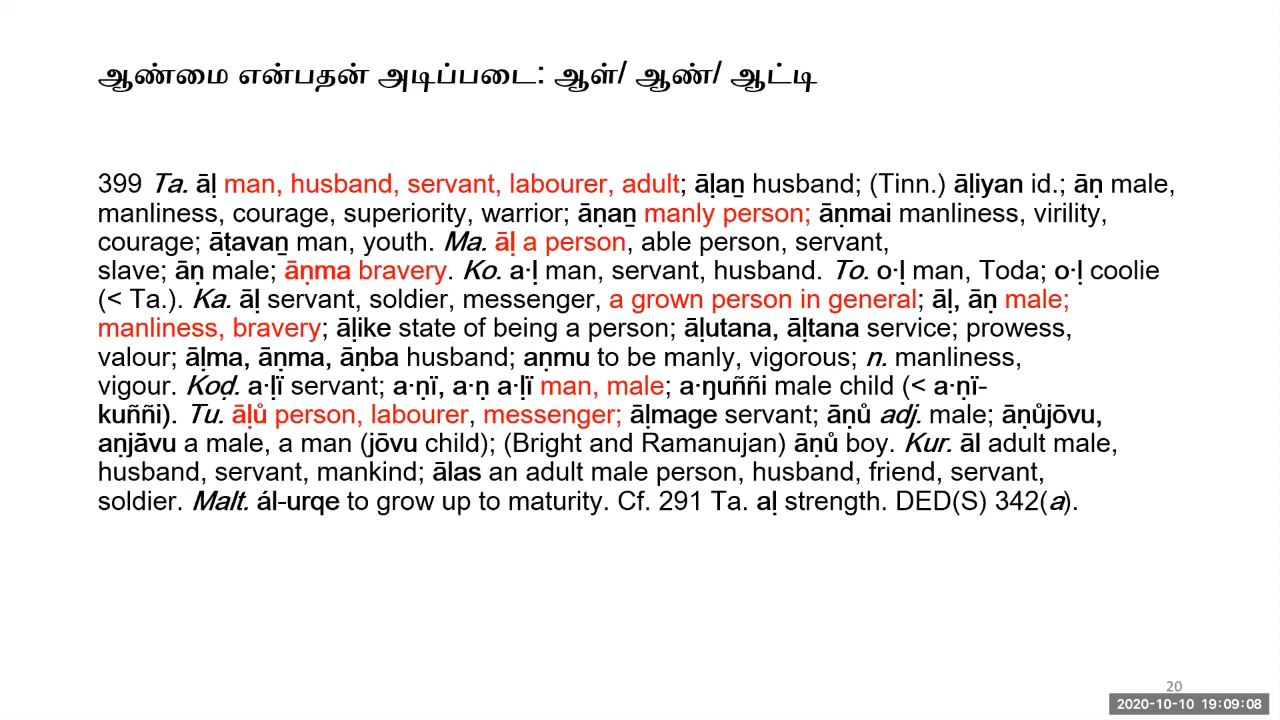 ஆண்மை என்பதன் அடிப்படை: ஆள்/ ஆண்/ ஆட்டி
399 Ta. āḷ man, husband, servant, labourer, adult; āḷaṉ husband; (Tinn.) āḷiyan id.; āṇ male,
manliness, courage, superiority, warrior; āṇaṉ manly person; āṇmai manliness, virility,
courage; āṭavaṉ man, youth. Ma. āḷ a person, able person, servant,
slave; āṇ male; āṇma bravery. Ko. a·ḷ man, servant, husband. To. o·ḷ man, Toda; o·ḷ coolie
(< Ta.). Ka. āḷ servant, soldier, messenger, a grown person in general; āḷ, āṇ male;
manliness, bravery; āḷike state of being a person; āḷutana, āḷtana service; prowess,
valour; āḷma, āṇma, āṇba husband; aṇmu to be manly, vigorous; n. manliness,
vigour. Koḍ. a·ḷï servant; a·ṇï, a·ṇ a·ḷï man, male; a·ŋuññi male child (< a·ṇï-
kuññi). Tu. āḷů person, labourer, messenger; āḷmage servant; āṇů adj. male; āṇůjōvu,
aṇjãvu a male, a man (jōvu child); (Bright and Ramanujan) āṇů boy. Kur. āl adult male,
husband, servant, mankind; ālas an adult male person, husband, friend, servant,
soldier. Malt. ál-urqe to grow up to maturity. Cf. 291 Ta. aḷ strength. DED(S) 342(a).
20
2020-10-10 19:09:08